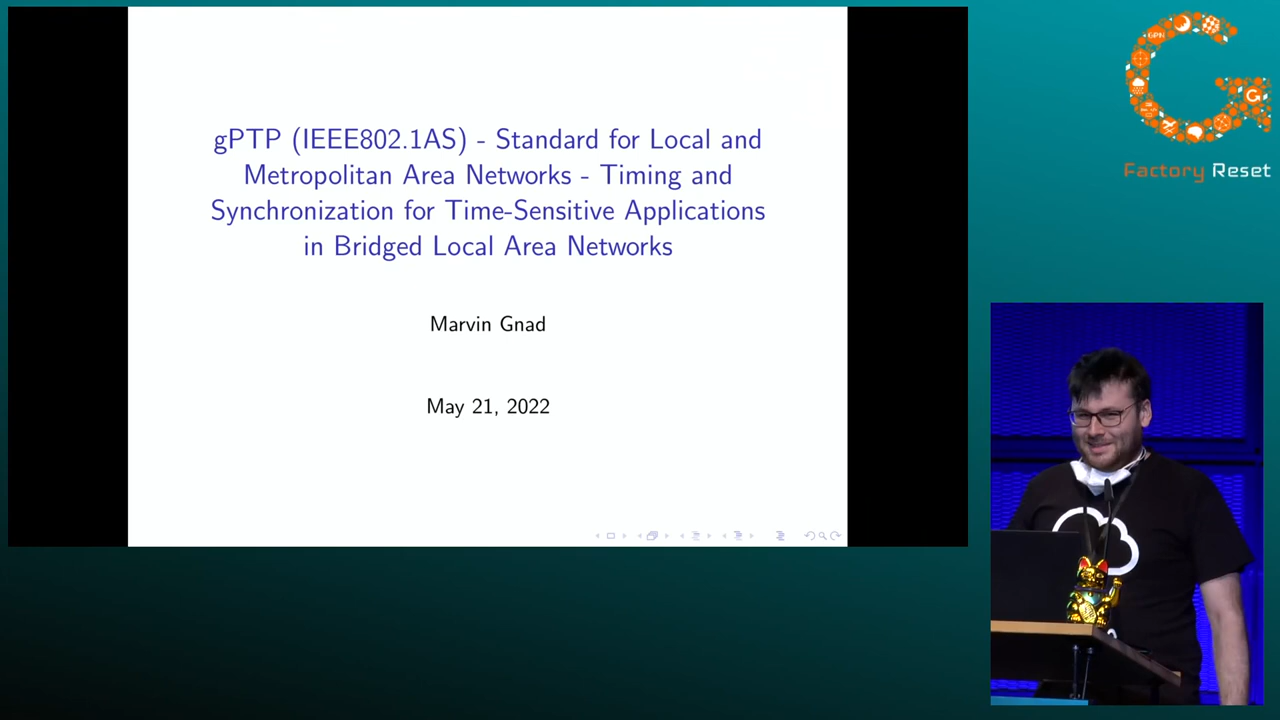 gPTP (IEEE802.1AS) - Standard for Local and
Metropolitan Area Networks - Timing and
Synchronization for Time-Sensitive Applications
in Bridged Local Area Networks
Marvin Gnad
May 21, 2022
GPN
Factory Reset